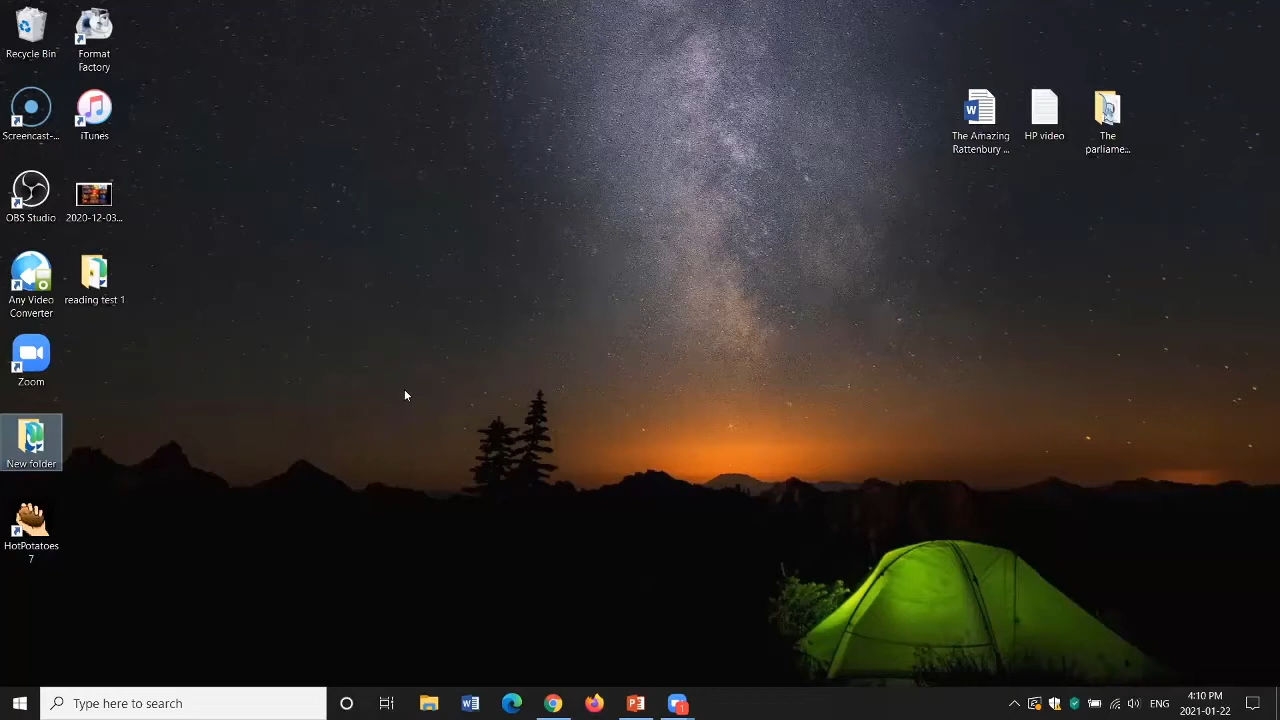 Recycle Bin
Format
Factory
Screencast-...
iTunes
OBS Studio
2020-12-03...
Any Video
Converter
reading test 1
Zoom
New folder
HotPotatoes
7
The Amazing
Rattenbury ...
HP video
The
parliame...
Type here to search
1
ENG
4:10 PM
2021-01-22